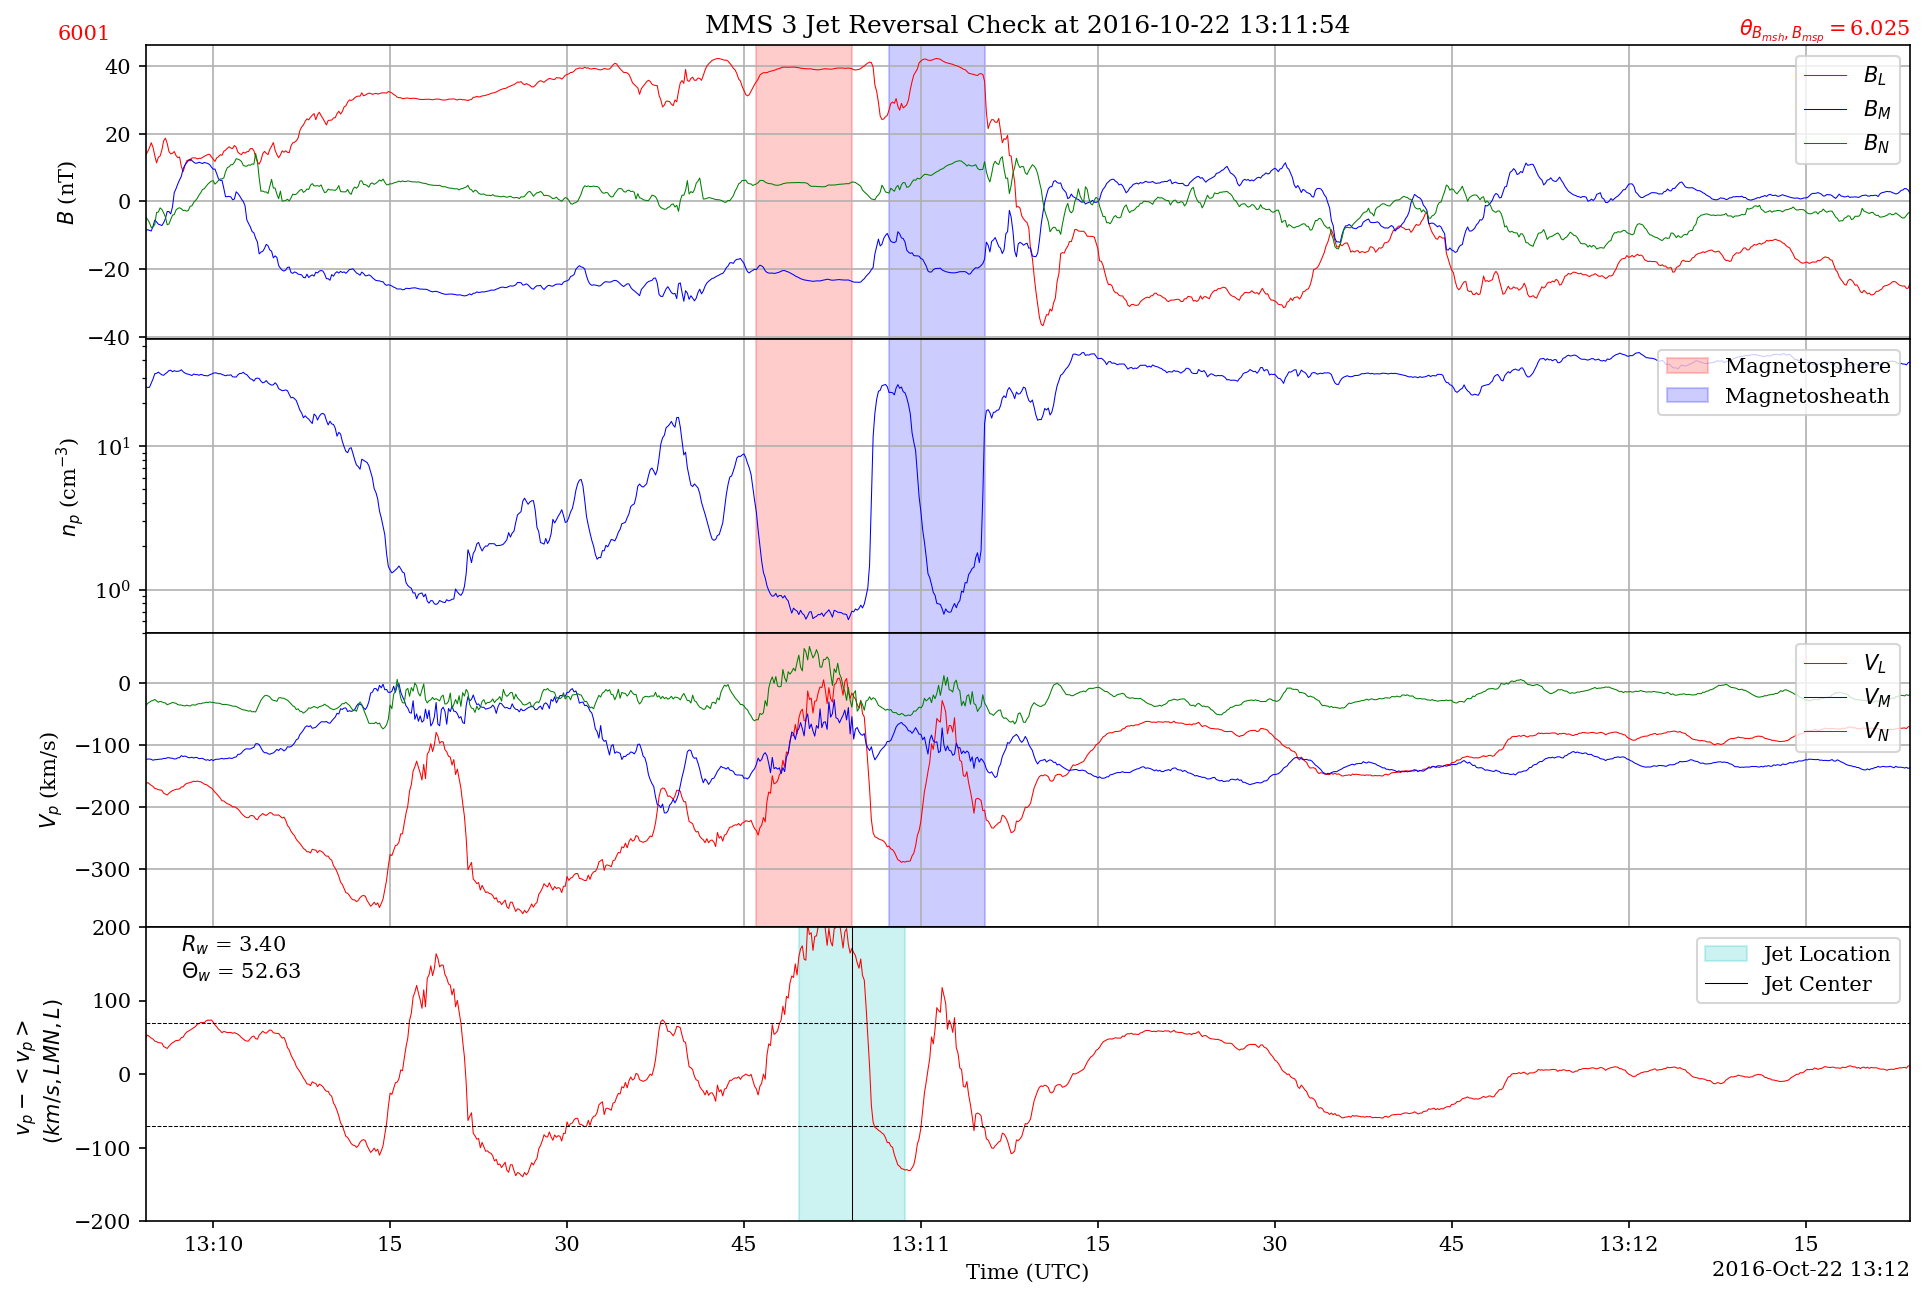 MMS 3 Jet Reversal Check at 2016-10-22 13:11:54
6001
θ_{B_{msh}, B_{msp}} = 6.025
40
20
0
−20
−40
B (nT)
B_L
B_M
B_N
10^1
10^0
n_p (cm^{−3})
Magnetosphere
Magnetosheath
0
−100
−200
−300
V_p (km/s)
V_L
V_M
V_N
200
100
0
−100
−200
v_p − < v_p >
(km/s, LMN, L)
R_w = 3.40
Θ_w = 52.63
Jet Location
Jet Center
13:10 15 30 45 13:11 15 30 45 13:12 15
Time (UTC)
2016-Oct-22 13:12